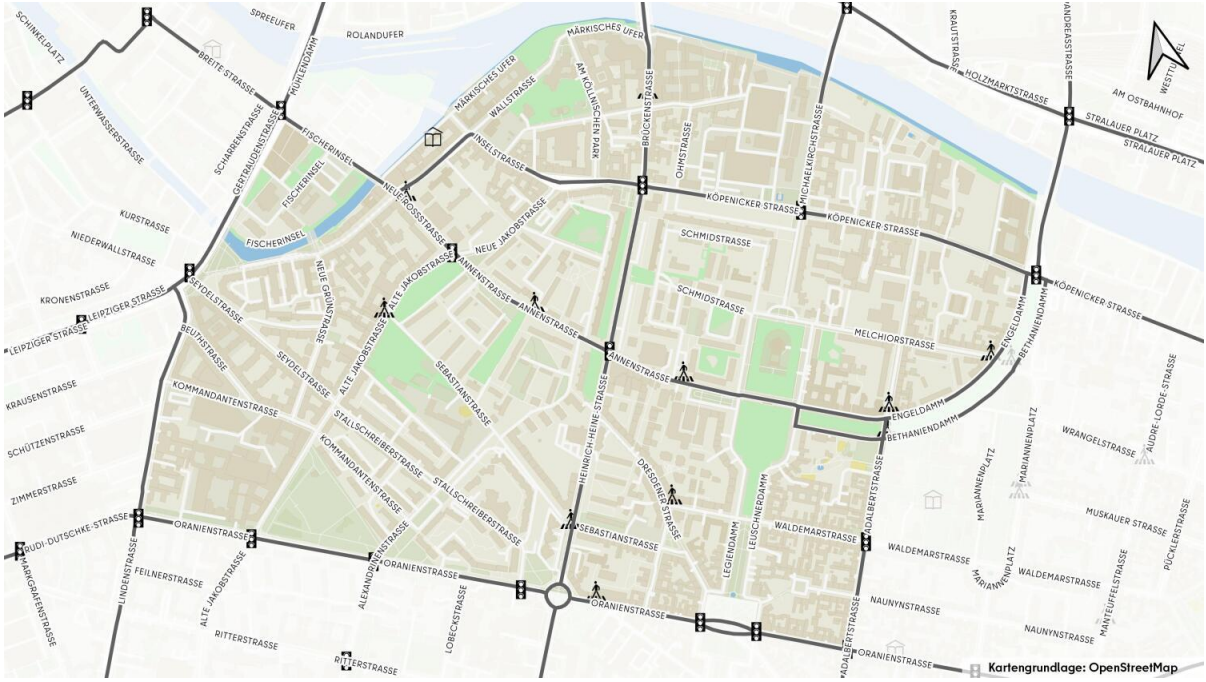 SCHINKELPLATZ
SPREEUFER
ROLANDUFER
MÜHLENDAMM
BREITE STRASSE
MÄRKISCHES UFER
MÄRKISCHES UFER
WALLSTRASSE
AM KÖLLNISCHEN PARK
BRÜCKENSTRASSE
OHMSTRASSE
MICHAELKIRCHSTRASSE
KRAUTSTRASSE
ANDREASSTRASSE
HOLZMARKTSTRASSE
AM OSTBAHNHOF
STRALAUER PLATZ
STRALAUER PLATZ
UNTERWASSERSTRASSE
SCHARRENSTRASSE
GERTRAUDENSTRASSE
FISCHERINSEL
FISCHERINSEL
FISCHERINSEL
INSELSTRASSE
NEUE ROSSSTRASSE
NEUE JAKOBSTRASSE
KÖPENICKER STRASSE
KÖPENICKER STRASSE
KÖPENICKER STRASSE
KURSTRASSE
NIEDERWALLSTRASSE
KRONENSTRASSE
LEIPZIGER STRASSE
LEIPZIGER STRASSE
SEYDELSTRASSE
NEUE GRÜNSTRASSE
ALTE JAKOBSTRASSE
ANNENSTRASSE
ANNENSTRASSE
ANNENSTRASSE
SCHMIDSTRASSE
SCHMIDSTRASSE
MELCHIORSTRASSE
ENGELDAMM
BETHANIENDAMM
BEUTHSTRASSE
SEYDELSTRASSE
ALTE JAKOBSTRASSE
SEBASTIANSTRASSE
KRAUSENSTRASSE
KOMMANDANTENSTRASSE
STALLSCHREIBERSTRASSE
HEINRICH-HEINE-STRASSE
ENGELDAMM
BETHANIENDAMM
SCHÜTZENSTRASSE
KOMMANDANTENSTRASSE
STALLSCHREIBERSTRASSE
DRESDENER STRASSE
ADALBERTSTRASSE
MARIANNENPLATZ
MARIANNENPLATZ
WRANGELSTRASSE
AUDRE-LORDE-STRASSE
ZIMMERSTRASSE
RUDI-DUTSCHKE-STRASSE
ORANIENSTRASSE
SEBASTIANSTRASSE
LEGIENDAMM
LEUSCHNERDAMM
WALDEMARSTRASSE
WALDEMARSTRASSE
MUSKAUER STRASSE
PÜCKLERSTRASSE
MARKGRAFENSTRASSE
LINDENSTRASSE
FEILNERSTRASSE
ALTE JAKOBSTRASSE
ALEXANDRINENSTRASSE
ORANIENSTRASSE
LOBECKSTRASSE
ORANIENSTRASSE
MARIANNENPLATZ
WALDEMARSTRASSE
MANTEUFFELSTRASSE
NAUNYNSTRASSE
NAUNYNSTRASSE
RITTERSTRASSE
RITTERSTRASSE
ADALBERTSTRASSE
ORANIENSTRASSE
Kartengrundlage: OpenStreetMap